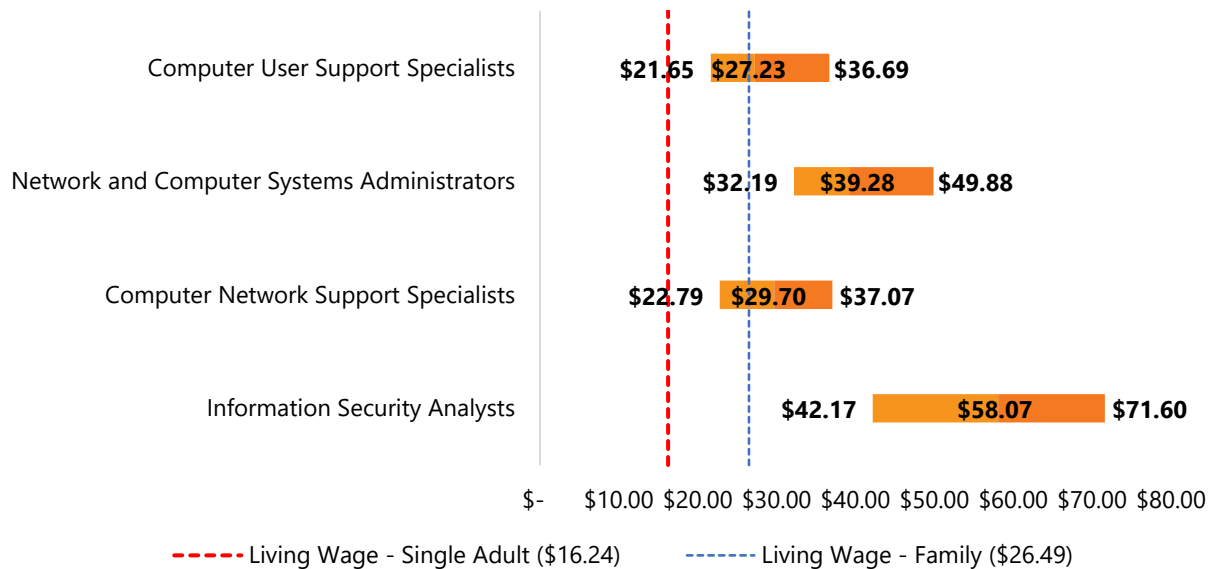 Computer User Support Specialists $21.65 $27.23 $36.69
Network and Computer Systems Administrators $32.19 $39.28 $49.88
Computer Network Support Specialists $22.79 $29.70 $37.07
Information Security Analysts $42.17 $58.07 $71.60
$- $10.00 $20.00 $30.00 $40.00 $50.00 $60.00 $70.00 $80.00
Living Wage - Single Adult ($16.24) Living Wage - Family ($26.49)